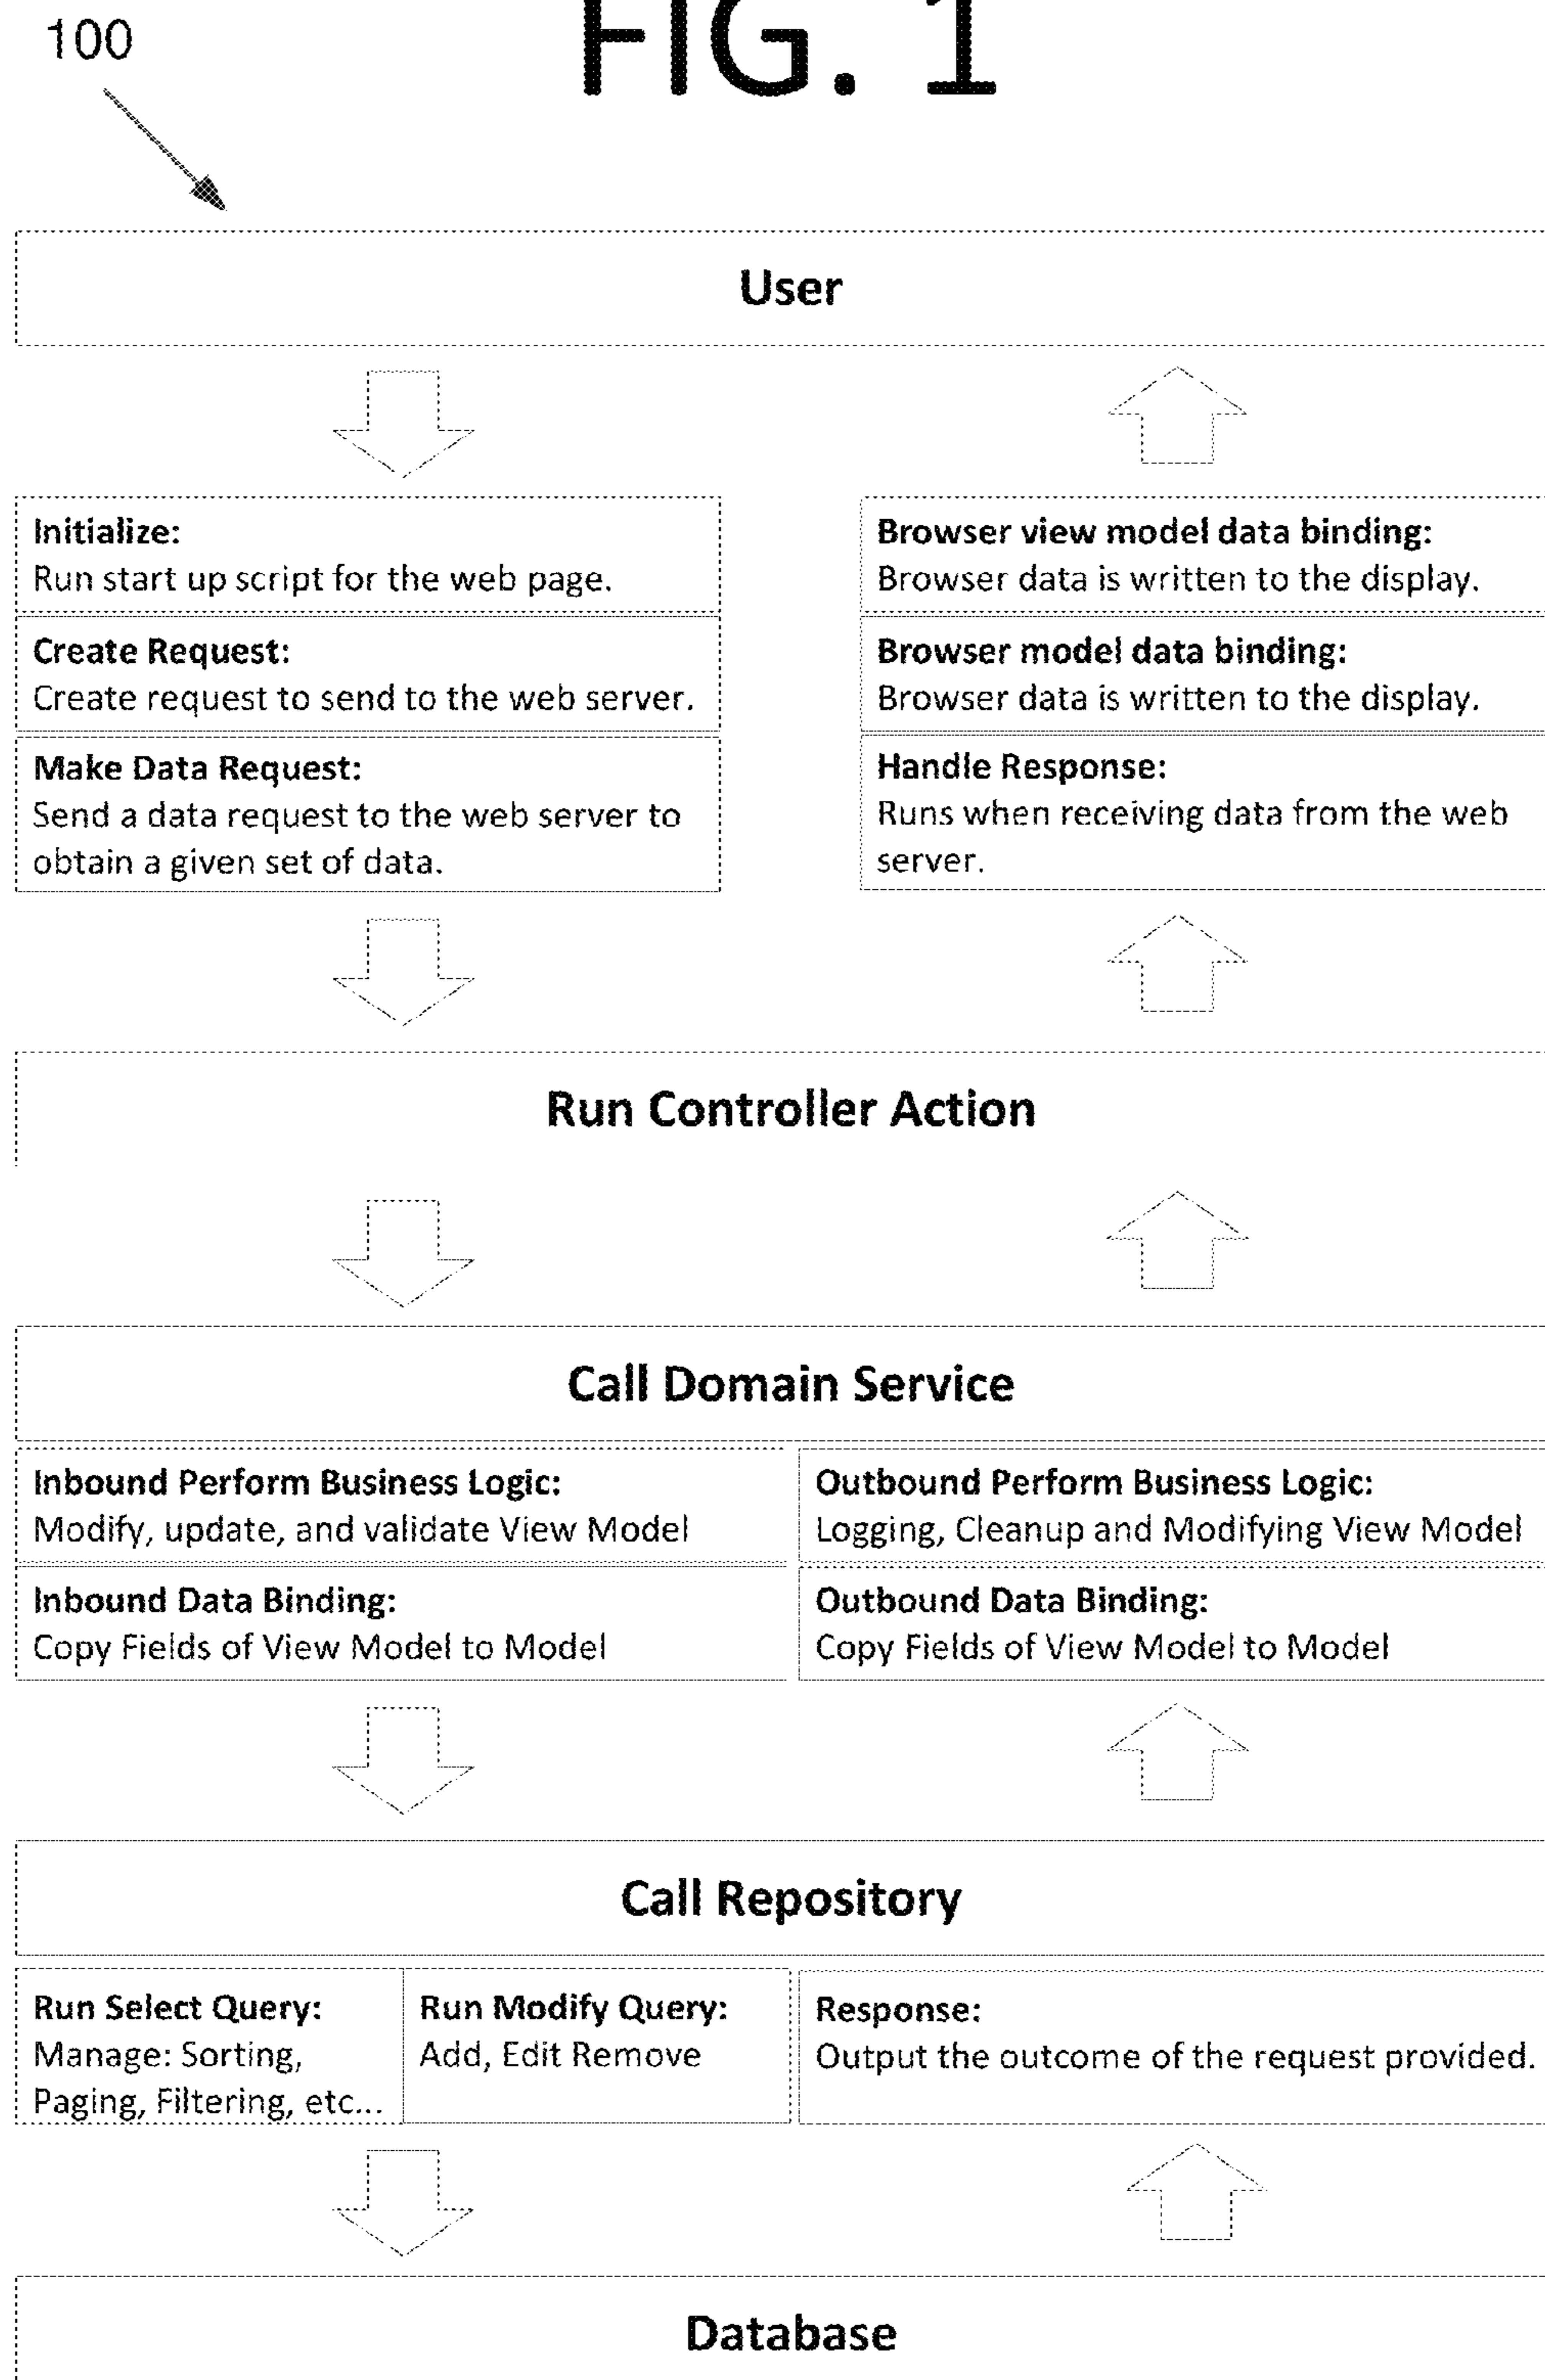 100
FIG. 1
User
Initialize:
Run start up script for the web page.
Create Request:
Create request to send to the web server.
Make Data Request:
Send a data request to the web server to
obtain a given set of data.
Browser view model data binding:
Browser data is written to the display.
Browser model data binding:
Browser data is written to the display.
Handle Response:
Runs when receiving data from the web
server.
Run Controller Action
Call Domain Service
Inbound Perform Business Logic:
Modify, update, and validate View Model
Inbound Data Binding:
Copy Fields of View Model to Model
Outbound Perform Business Logic:
Logging, Cleanup and Modifying View Model
Outbound Data Binding:
Copy Fields of View Model to Model
Call Repository
Run Select Query:
Manage: Sorting,
Paging, Filtering, etc...
Run Modify Query:
Add, Edit Remove
Response:
Output the outcome of the request provided.
Database